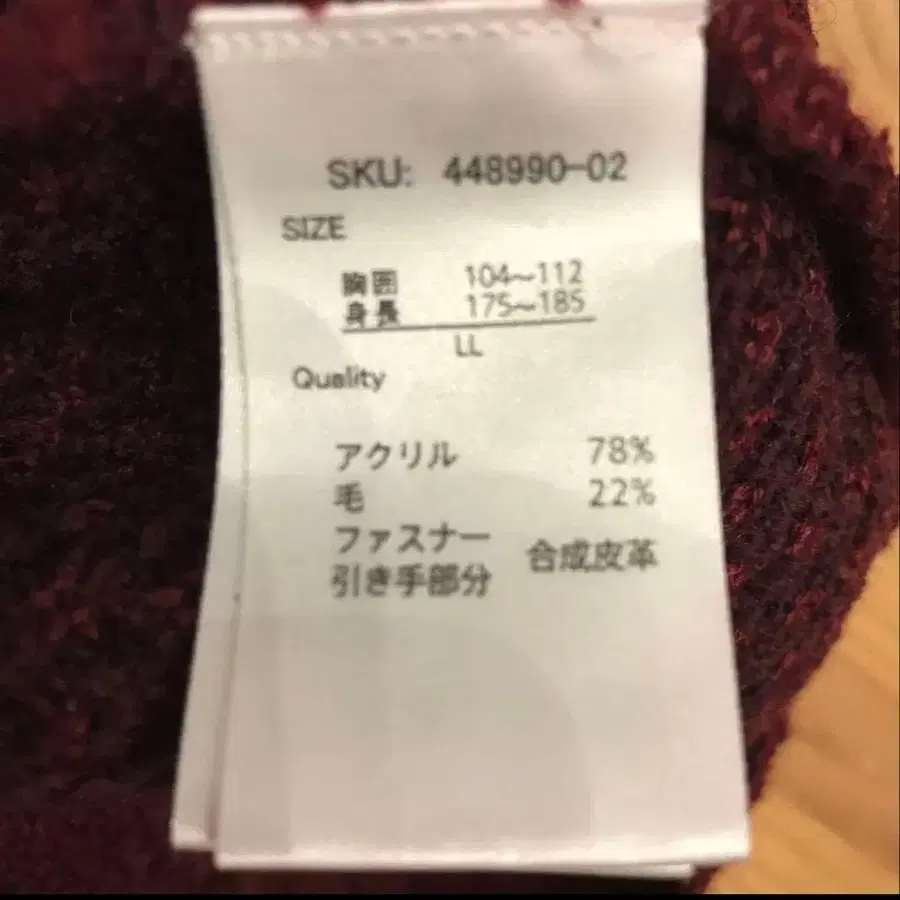 SKU: 448990-02
SIZE
胸囲 104～112
身長 175～185
LL
Quality
アクリル 78%
毛 22%
ファスナー
引き手部分 合成皮革